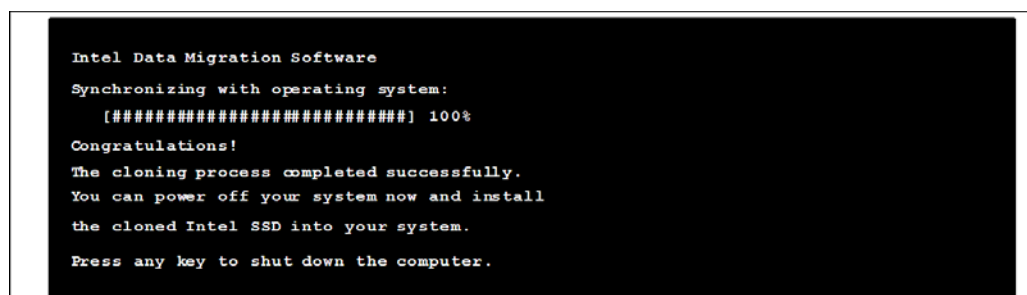 Intel Data Migration Software
Synchronizing with operating system:
[###########################] 100%
Congratulations!
The cloning process completed successfully.
You can power off your system now and install
the cloned Intel SSD into your system.
Press any key to shut down the computer.